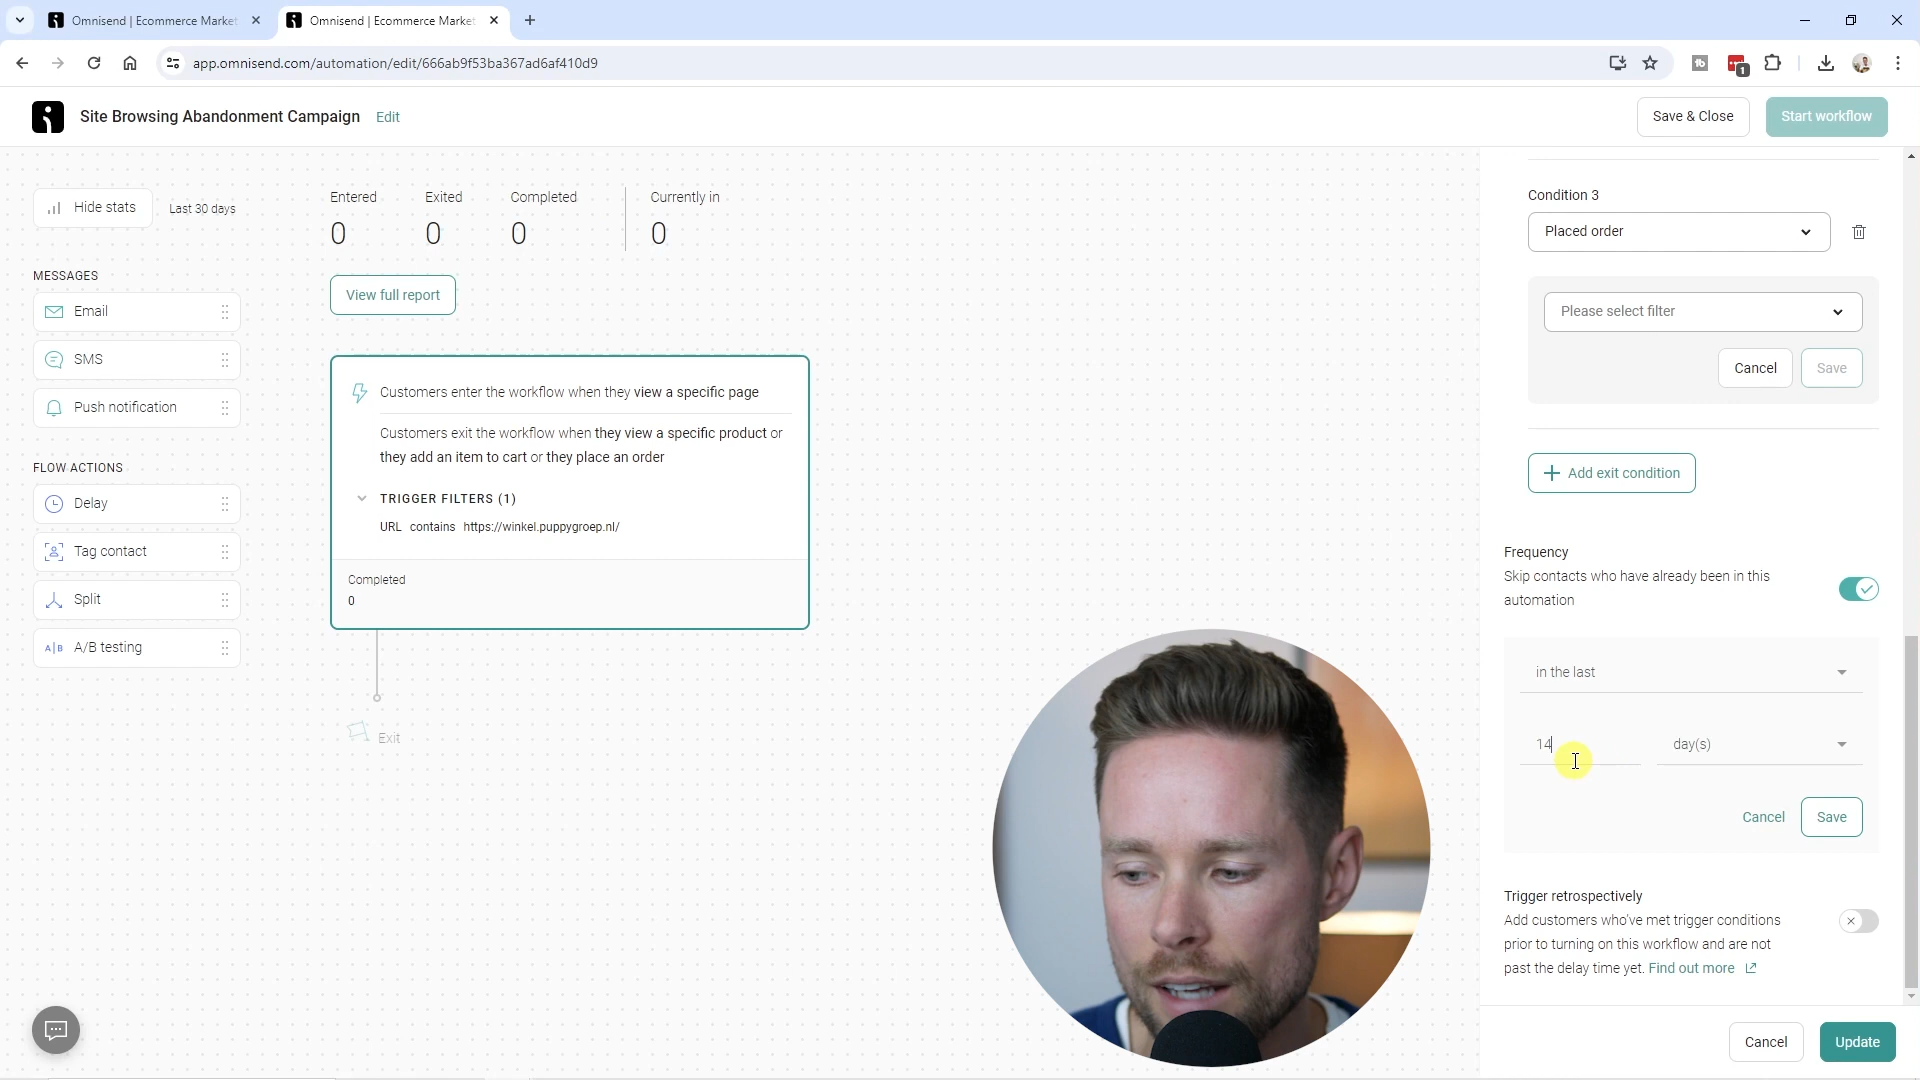 Omnisend | Ecommerce Market
Omnisend | Ecommerce Market
app.omnisend.com/automation/edit/666ab9f53ba367ad6af410d9
1
Site Browsing Abandonment Campaign
Edit
Save & Close
Start workflow
Hide stats
Last 30 days
Entered
Exited
Completed
Currently in
0
0
0
0
View full report
MESSAGES
Email
SMS
Push notification
FLOW ACTIONS
Delay
Tag contact
Split
A|B
A/B testing
Customers enter the workflow when they view a specific page
Customers exit the workflow when they view a specific product or
they add an item to cart or they place an order
TRIGGER FILTERS (1)
URL contains https://winkel.puppygroep.nl/
Completed
0
Exit
Condition 3
Placed order
Please select filter
Cancel
Save
Add exit condition
Frequency
Skip contacts who have already been in this
automation
in the last
14
day(s)
Cancel
Save
Trigger retrospectively
Add customers who've met trigger conditions
prior to turning on this workflow and are not
past the delay time yet. Find out more
Cancel
Update